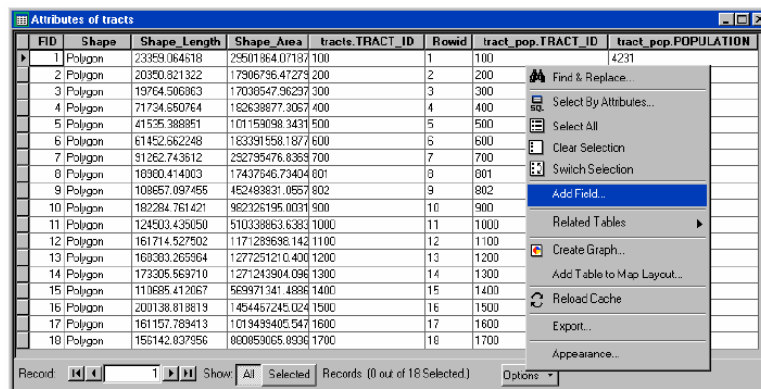 Attributes of tracts
FID Shape Shape_Length Shape_Area tracts.TRACT_ID Rowid tract_pop.TRACT_ID tract_pop.POPULATION
1 Polygon 23359.064618 29501864.07187 100 1 100 4231
2 Polygon 20350.821322 17906796.47279 200 2 200
3 Polygon 19764.506863 17038547.96297 300 3 300
4 Polygon 71734.650764 182638877.3067 400 4 400
5 Polygon 41535.388851 101159098.3431 500 5 500
6 Polygon 61452.662248 183391558.1877 600 6 600
7 Polygon 91262.743612 292795476.8369 700 7 700
8 Polygon 18980.414003 17437646.73404 801 8 801
9 Polygon 108657.097455 452483831.0557 802 9 802
10 Polygon 182284.761421 982326195.0031 900 10 900
11 Polygon 124503.435050 510338863.6383 1000 11 1000
12 Polygon 161714.527502 1171289698.142 1100 12 1100
13 Polygon 168383.265964 1277251210.400 1200 13 1200
14 Polygon 173305.569710 1271243904.096 1300 14 1300
15 Polygon 110685.412067 569971341.4886 1400 15 1400
16 Polygon 200138.818819 1454467245.024 1500 16 1500
17 Polygon 161157.789413 1019499405.547 1600 17 1600
18 Polygon 156142.837956 860859065.8936 1700 18 1700
Find & Replace...
Select By Attributes...
Select All
Clear Selection
Switch Selection
Add Field...
Related Tables
Create Graph...
Add Table to Map Layout...
Reload Cache
Export...
Appearance...
Record: 1 Show: All Selected Records (0 out of 18 Selected.) Options